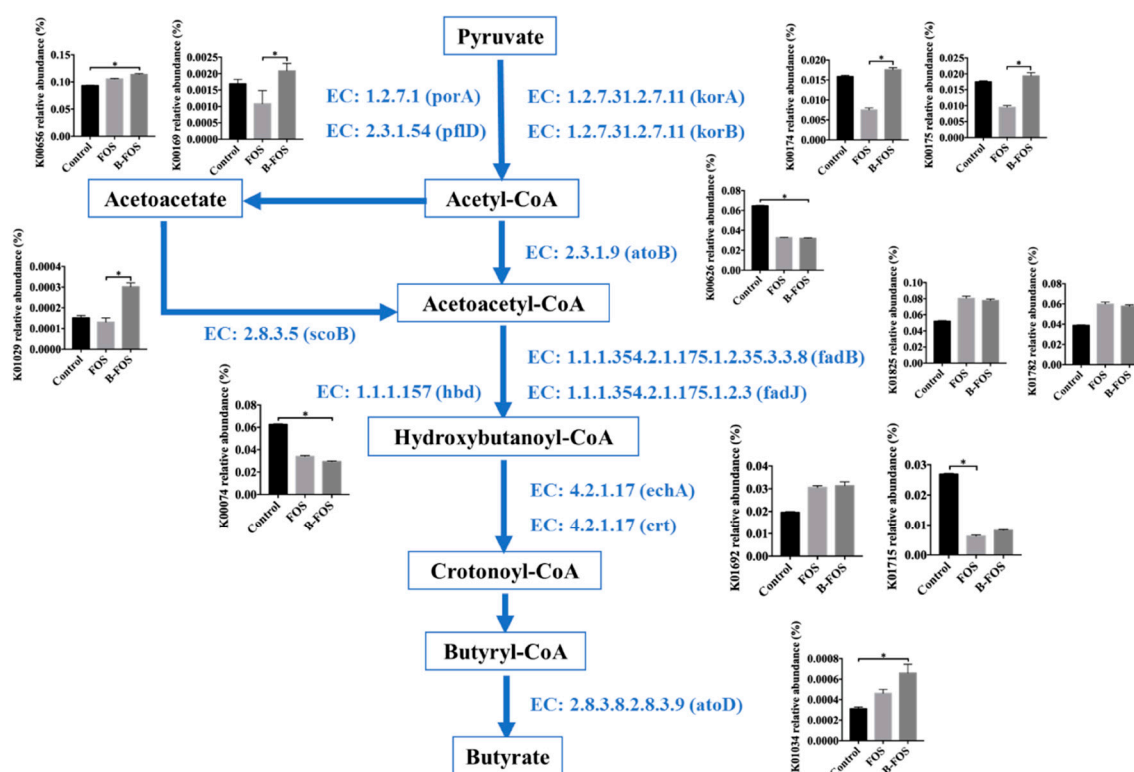 Pyruvate
EC: 1.2.7.1 (porA)
EC: 2.3.1.54 (pflD)
EC: 1.2.7.31.2.7.11 (korA)
EC: 1.2.7.31.2.7.11 (korB)
Acetoacetate
Acetyl-CoA
EC: 2.3.1.9 (atoB)
Acetoacetyl-CoA
EC: 2.8.3.5 (scoB)
EC: 1.1.1.157 (hbd)
EC: 1.1.1.354.2.1.175.1.2.35.3.3.8 (fadB)
EC: 1.1.1.354.2.1.175.1.2.3 (fadJ)
Hydroxybutanoyl-CoA
EC: 4.2.1.17 (echA)
EC: 4.2.1.17 (crt)
Crotonoyl-CoA
Butyryl-CoA
EC: 2.8.3.8.2.8.3.9 (atoD)
Butyrate
K00656 relative abundance (%)
0.15
0.10
0.05
0.00
*
Control
FOS
B-FOS
K00169 relative abundance (%)
0.0025
0.0020
0.0015
0.0010
0.0005
0.0000
*
Control
FOS
B-FOS
K00174 relative abundance (%)
0.020
0.015
0.010
0.005
0.000
*
Control
FOS
B-FOS
K00175 relative abundance (%)
0.025
0.020
0.015
0.010
0.005
0.000
*
Control
FOS
B-FOS
K00626 relative abundance (%)
0.08
0.06
0.04
0.02
0.00
*
Control
FOS
B-FOS
K01029 relative abundance (%)
0.0004
0.0003
0.0002
0.0001
0.0000
*
Control
FOS
B-FOS
K01825 relative abundance (%)
0.10
0.08
0.06
0.04
0.02
0.00
Control
FOS
B-FOS
K01782 relative abundance (%)
0.08
0.06
0.04
0.02
0.00
Control
FOS
B-FOS
K00074 relative abundance (%)
0.08
0.06
0.04
0.02
0.00
*
Control
FOS
B-FOS
K01692 relative abundance (%)
0.04
0.03
0.02
0.01
0.00
Control
FOS
B-FOS
K01715 relative abundance (%)
0.03
0.02
0.01
0.00
*
Control
FOS
B-FOS
K01034 relative abundance (%)
0.0008
0.0006
0.0004
0.0002
0.0000
*
Control
FOS
B-FOS